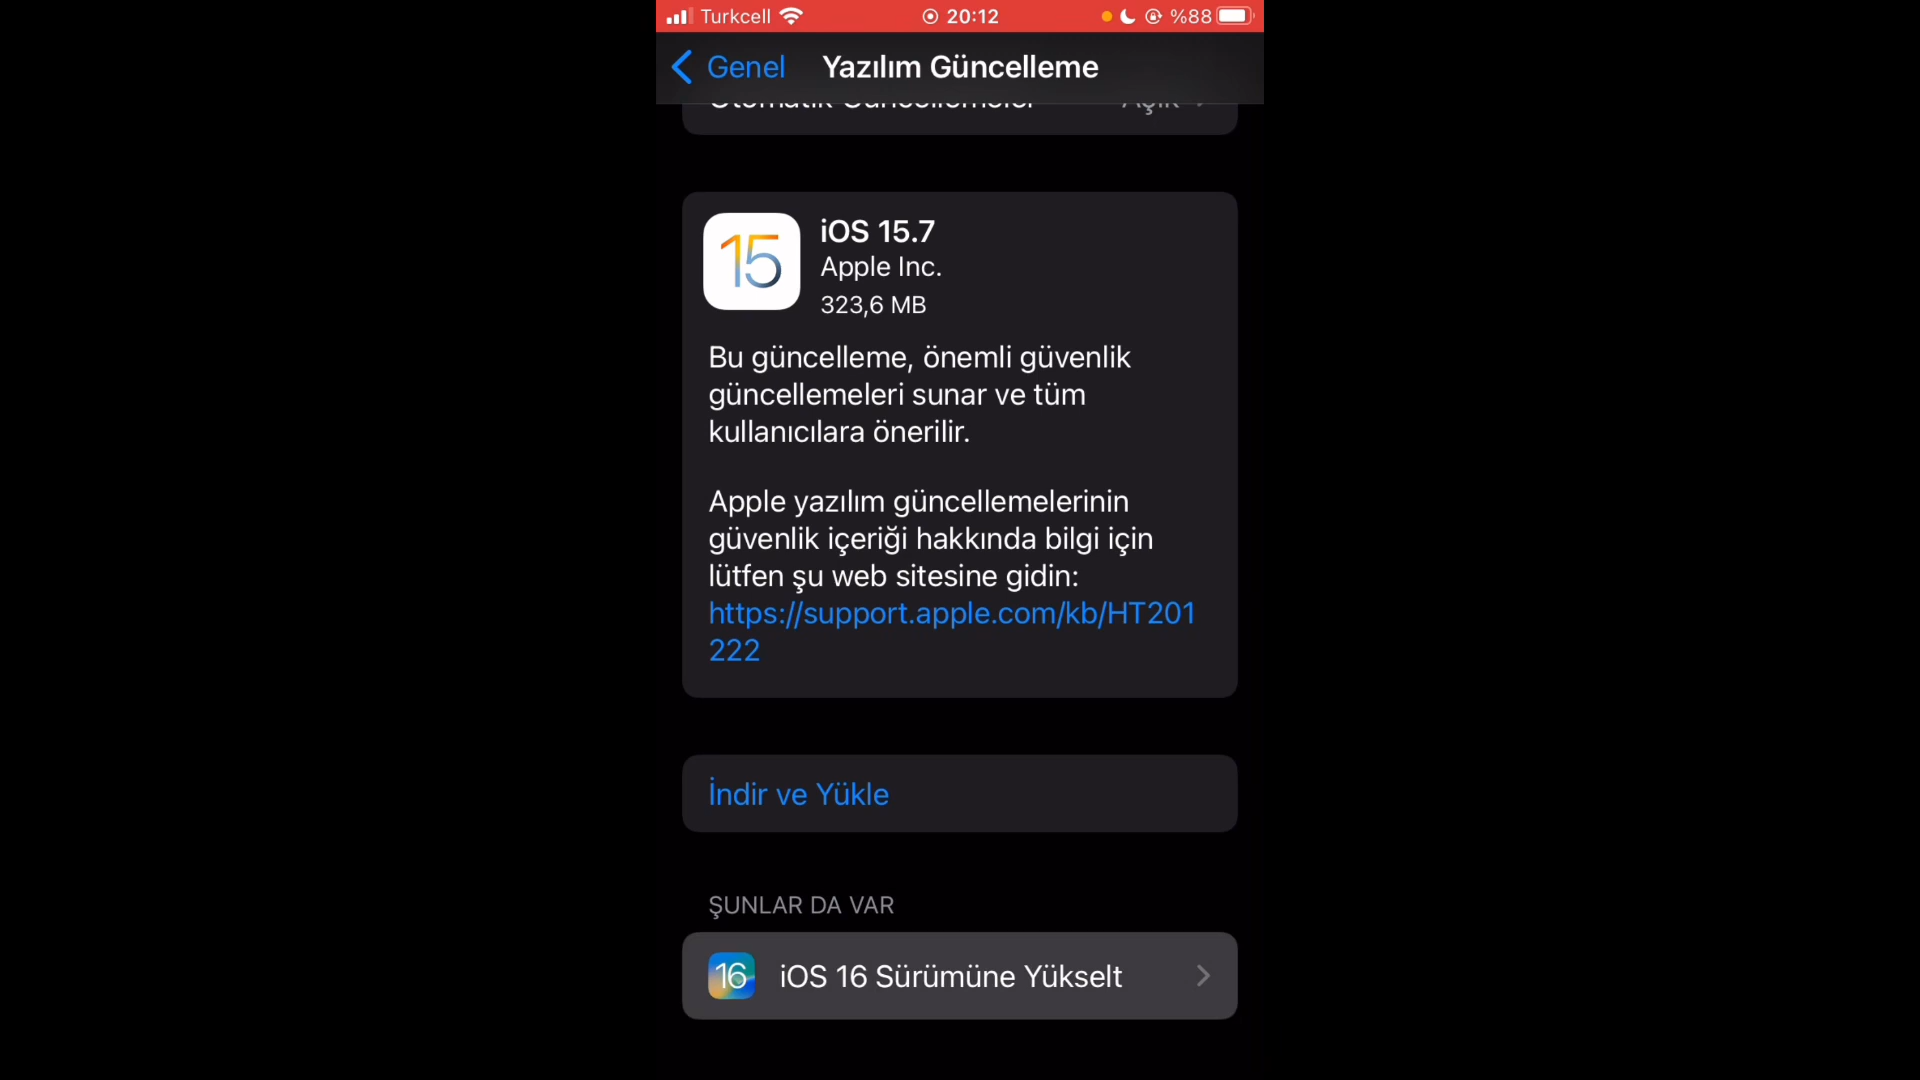 Turkcell 20:12 %88
Genel Yazılım Güncelleme
Otomatik Güncellemeler Açık
15 iOS 15.7
Apple Inc.
323,6 MB
Bu güncelleme, önemli güvenlik
güncellemeleri sunar ve tüm
kullanıcılara önerilir.
Apple yazılım güncellemelerinin
güvenlik içeriği hakkında bilgi için
lütfen şu web sitesine gidin:
https://support.apple.com/kb/HT201
222
İndir ve Yükle
ŞUNLAR DA VAR
16 iOS 16 Sürümüne Yükselt